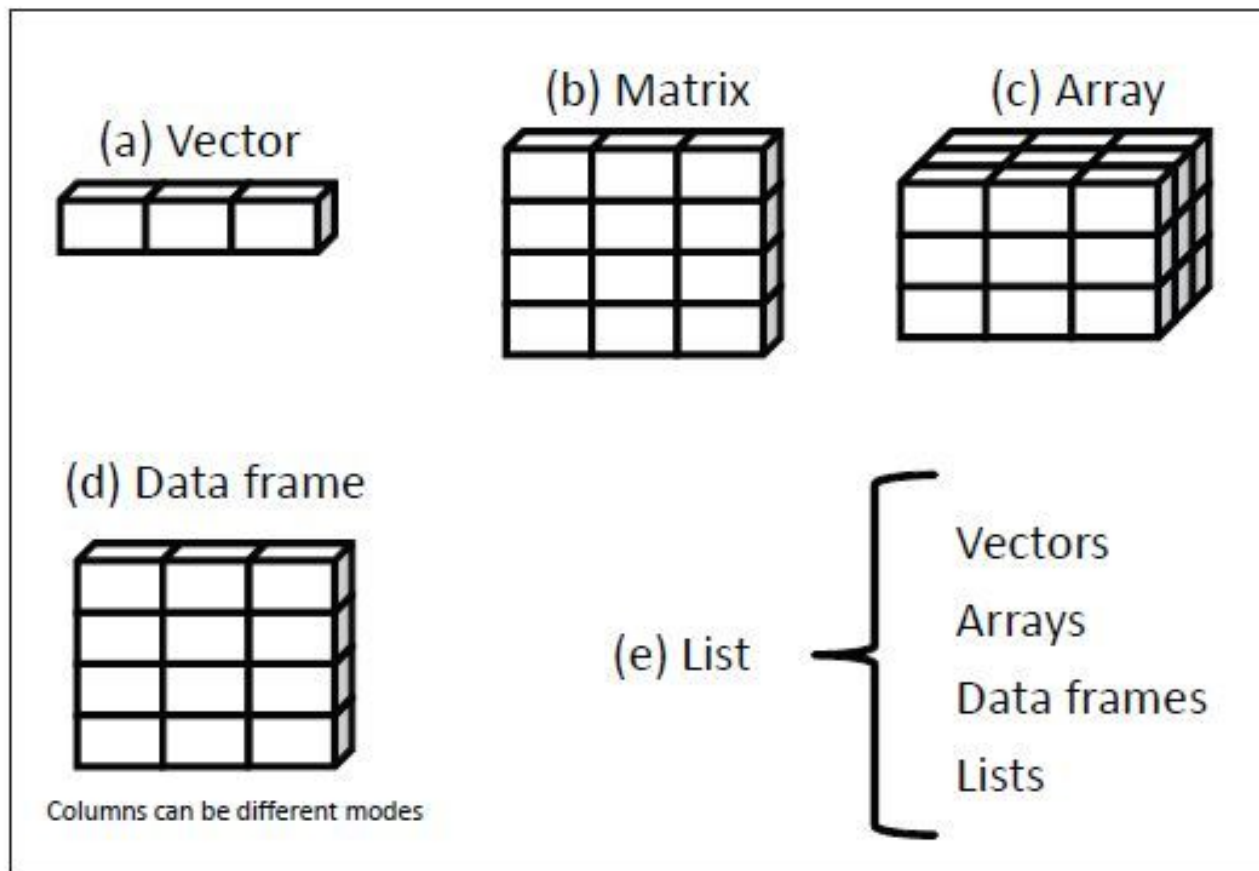 (a) Vector
(b) Matrix
(c) Array
(d) Data frame
Columns can be different modes
(e) List
Vectors
Arrays
Data frames
Lists